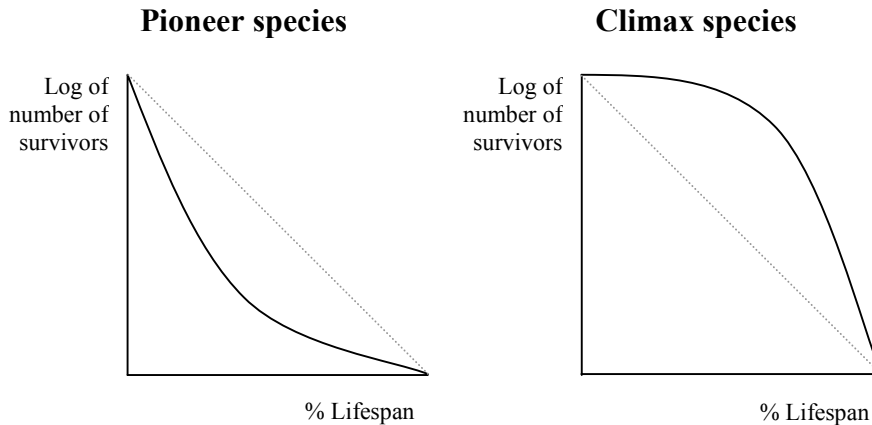 Pioneer species
Log of
number of
survivors
% Lifespan
Climax species
Log of
number of
survivors
% Lifespan